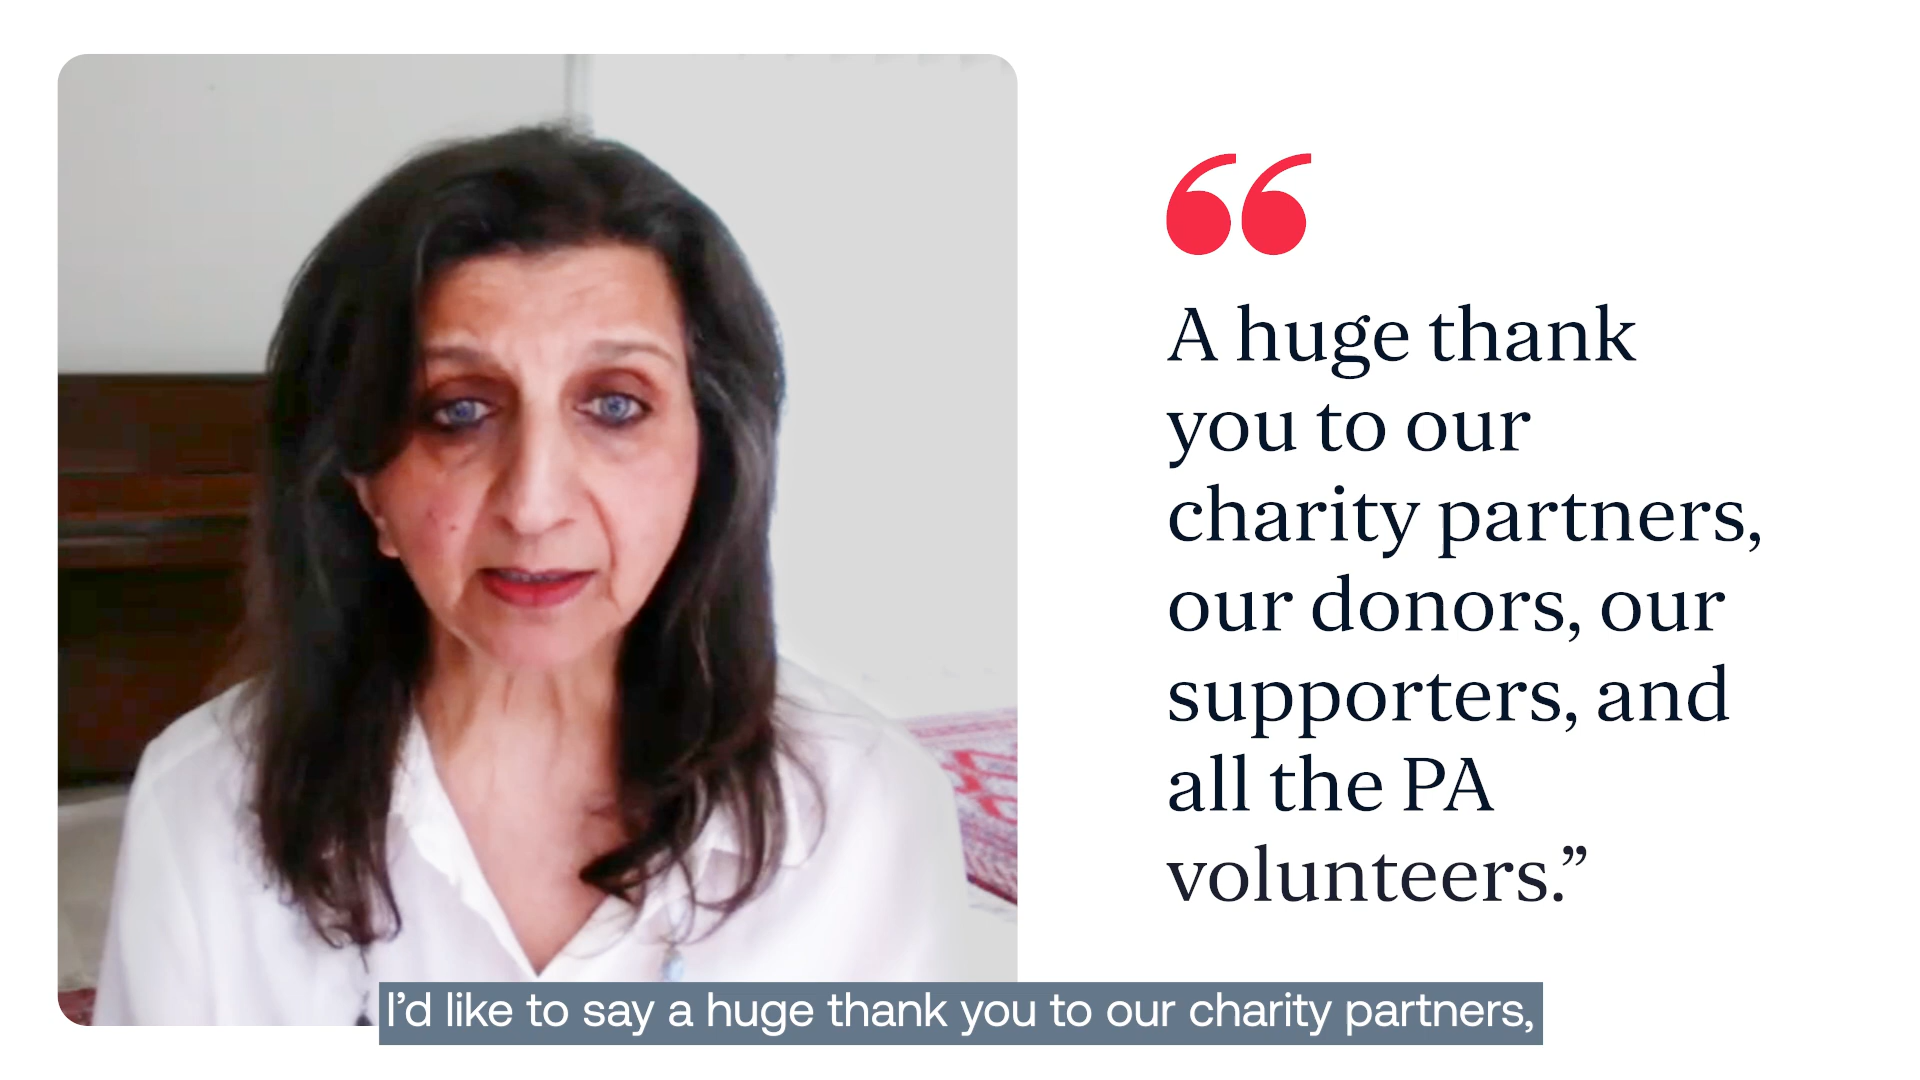 “
A huge thank
you to our
charity partners,
our donors, our
supporters, and
all the PA
volunteers.”
I’d like to say a huge thank you to our charity partners,